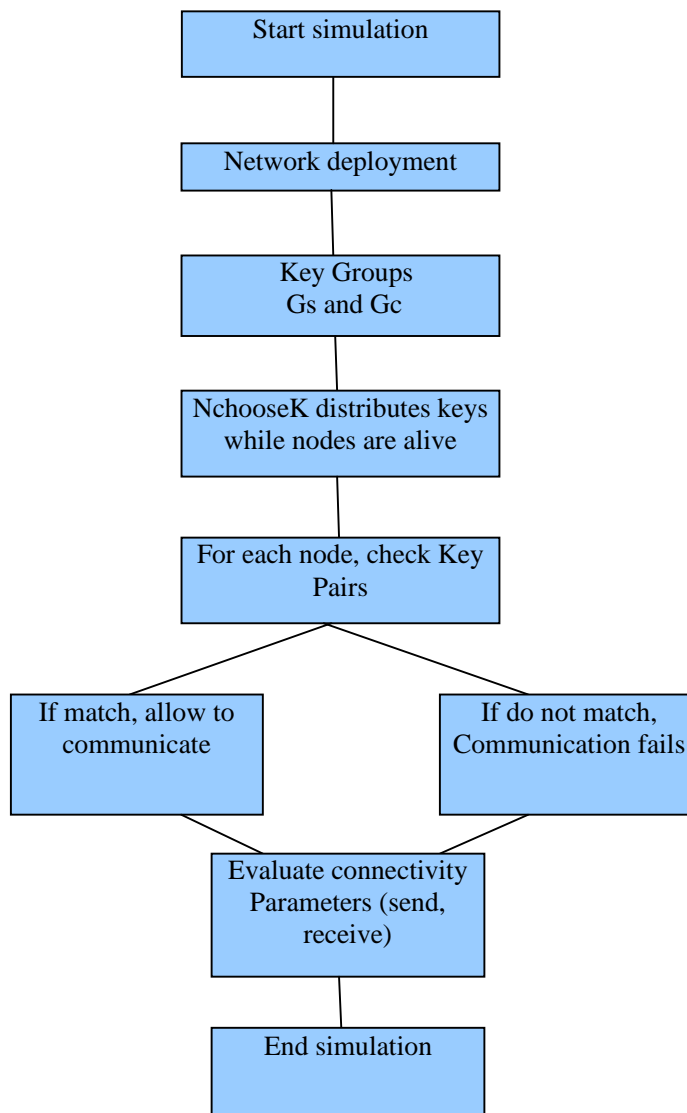 Start simulation
Network deployment
Key Groups
Gs and Gc
NchooseK distributes keys
while nodes are alive
For each node, check Key
Pairs
If match, allow to
communicate
If do not match,
Communication fails
Evaluate connectivity
Parameters (send,
receive)
End simulation